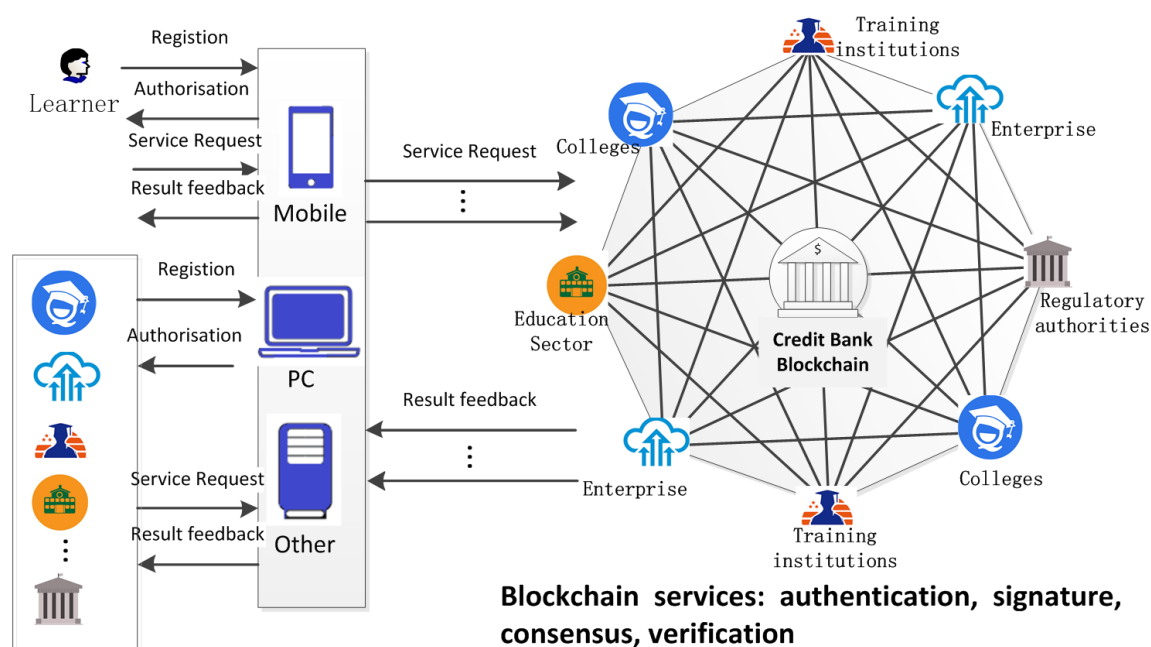 Registion
Learner
Authorisation
Service Request
Result feedback
Mobile
Service Request
⋮
Registion
Authorisation
PC
Service Request
Result feedback
Other
⋮
Result feedback
⋮
Training
institutions
Colleges
Enterprise
$
Education
Sector
Credit Bank
Blockchain
Regulatory
authorities
Enterprise
Colleges
Training
institutions
Blockchain services: authentication, signature,
consensus, verification